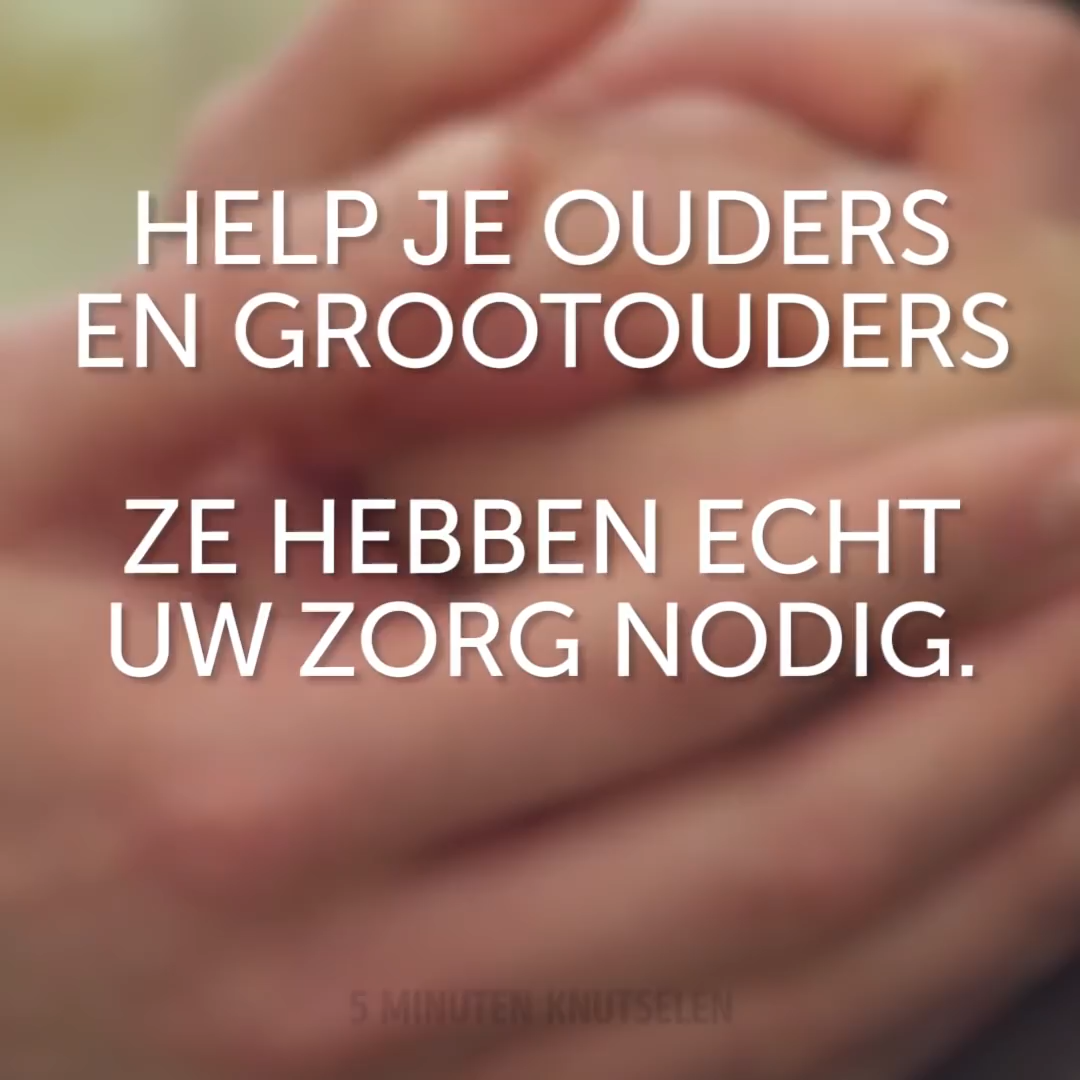 HELP JE OUDERS
EN GROOTOUDERS
ZE HEBBEN ECHT
UW ZORG NODIG.
5 MINUTEN KNUTSELEN